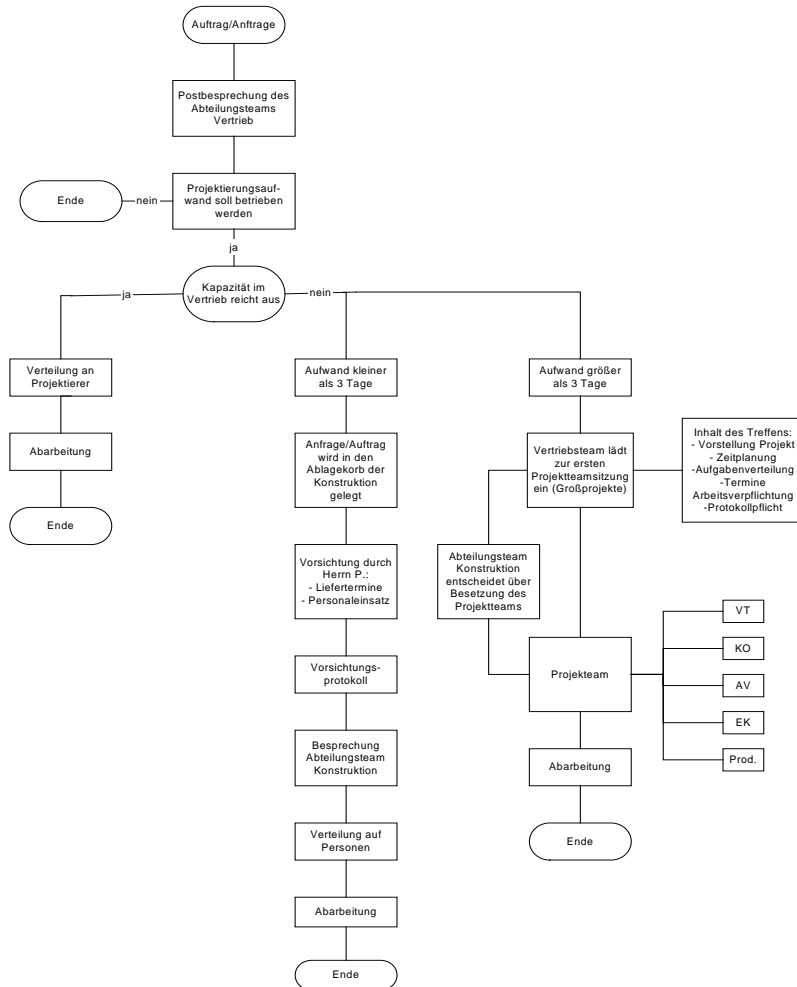 Auftrag/Anftrage
Postbesprechung des
Abteilungsteams
Vertrieb
Projektierungsauf-
wand soll betrieben
werden
nein
Ende
ja
Kapazität im
Vertrieb reicht aus
ja
nein
Verteilung an
Projektierer
Abarbeitung
Ende
Aufwand kleiner
als 3 Tage
Anfrage/Auftrag
wird in den
Ablagekorb der
Konstruktion
gelegt
Vorsichtung durch
Herrn P.:
- Liefertermine
- Personaleinsatz
Vorsichtungs-
protokoll
Besprechung
Abteilungsteam
Konstruktion
Verteilung auf
Personen
Abarbeitung
Ende
Aufwand größer
als 3 Tage
Vertriebsteam lädt
zur ersten
Projektteamsitzung
ein (Großprojekte)
Inhalt des Treffens:
- Vorstellung Projekt
- Zeitplanung
-Aufgabenverteilung
-Termine
Arbeitsverpflichtung
-Protokollpflicht
Abteilungsteam
Konstruktion
entscheidet über
Besetzung des
Projektteams
Projekteam
VT
KO
AV
EK
Prod.
Abarbeitung
Ende